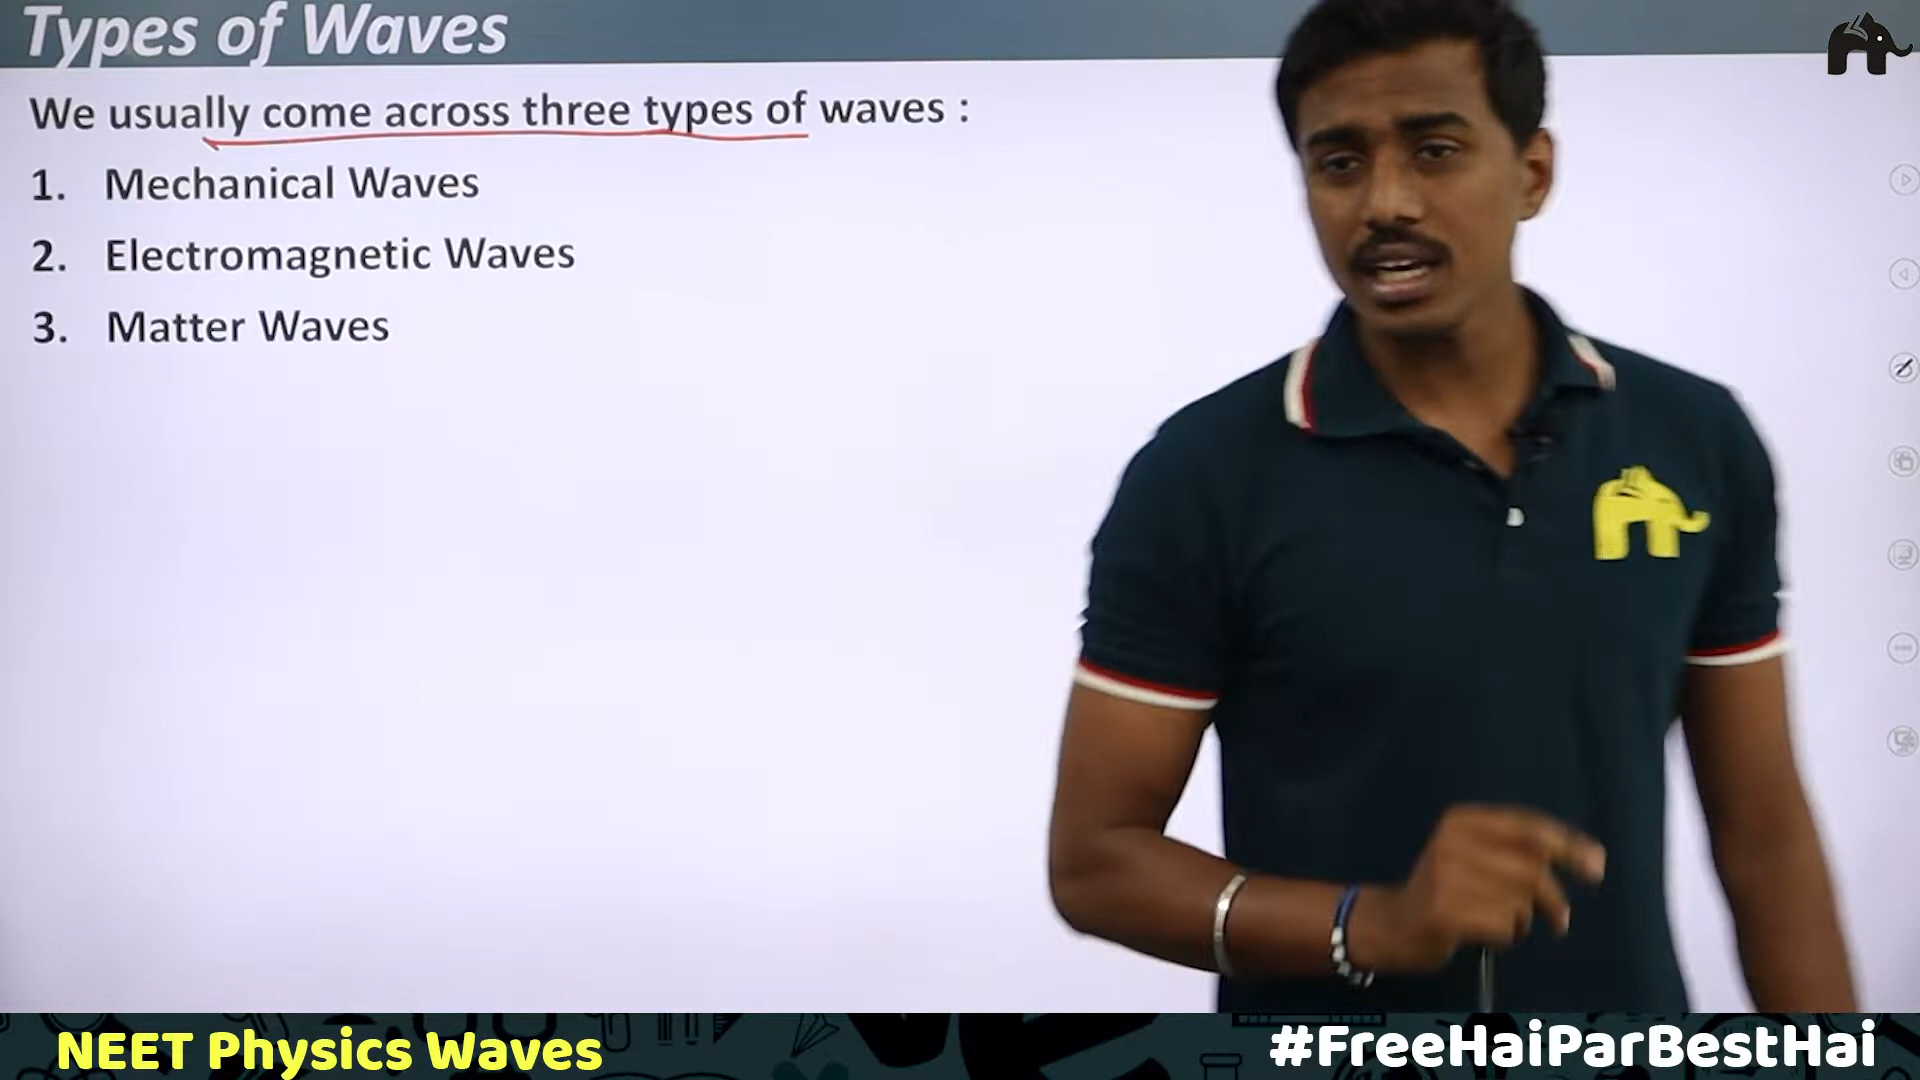 Types of Waves
We usually come across three types of waves :
1. Mechanical Waves
2. Electromagnetic Waves
3. Matter Waves
NEET Physics Waves
#FreeHaiParBestHai